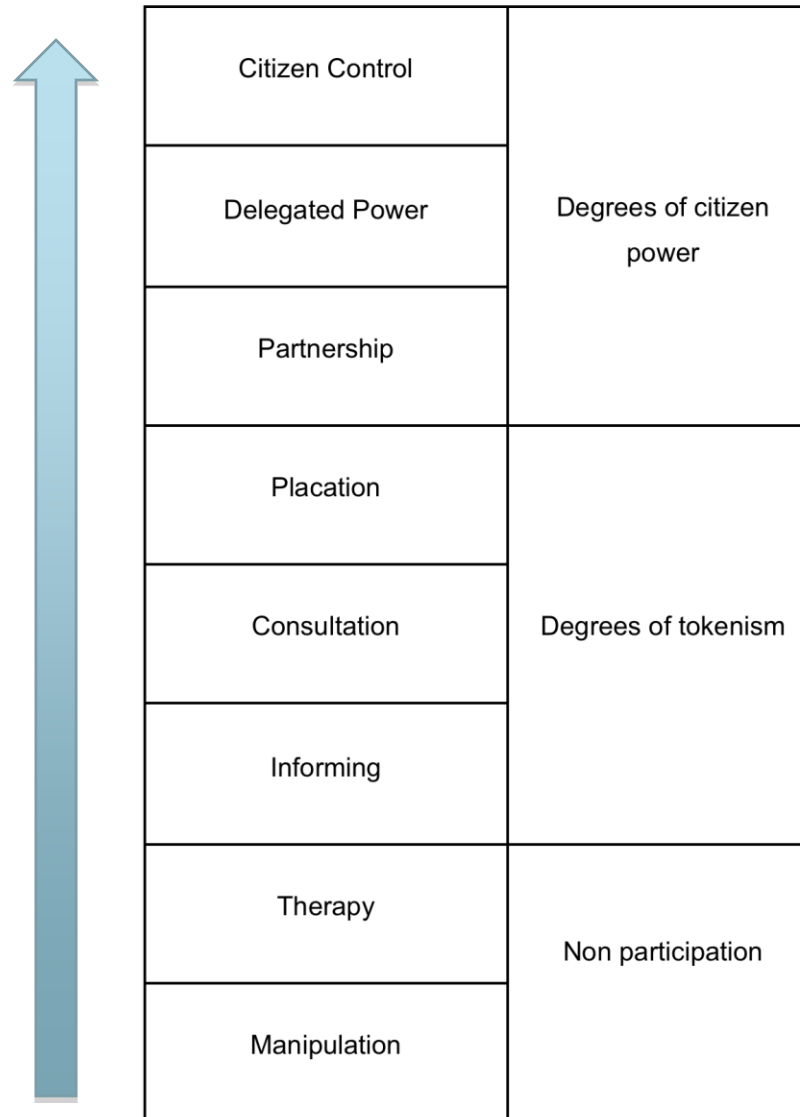 Citizen Control
Delegated Power
Degrees of citizen
power
Partnership
Placation
Consultation
Degrees of tokenism
Informing
Therapy
Non participation
Manipulation